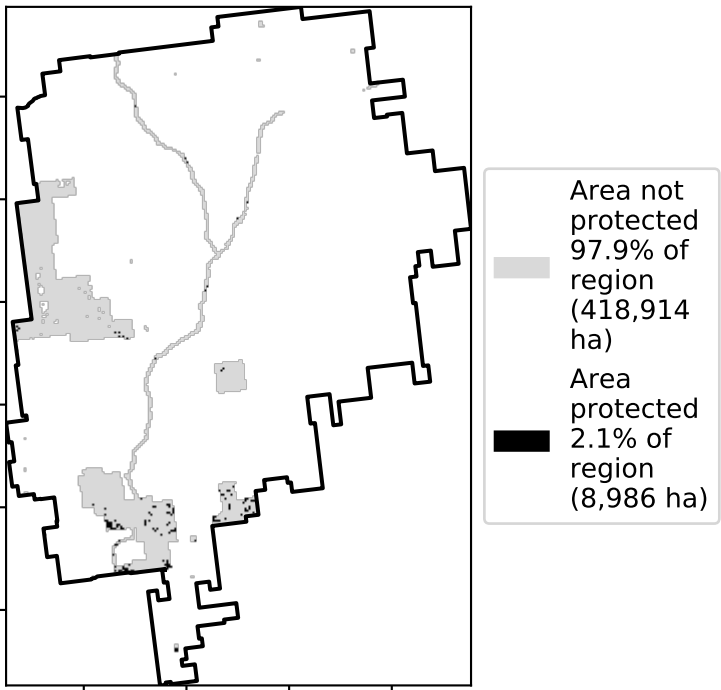 Area not
protected
97.9% of
region
(418,914
ha)
Area
protected
2.1% of
region
(8,986 ha)